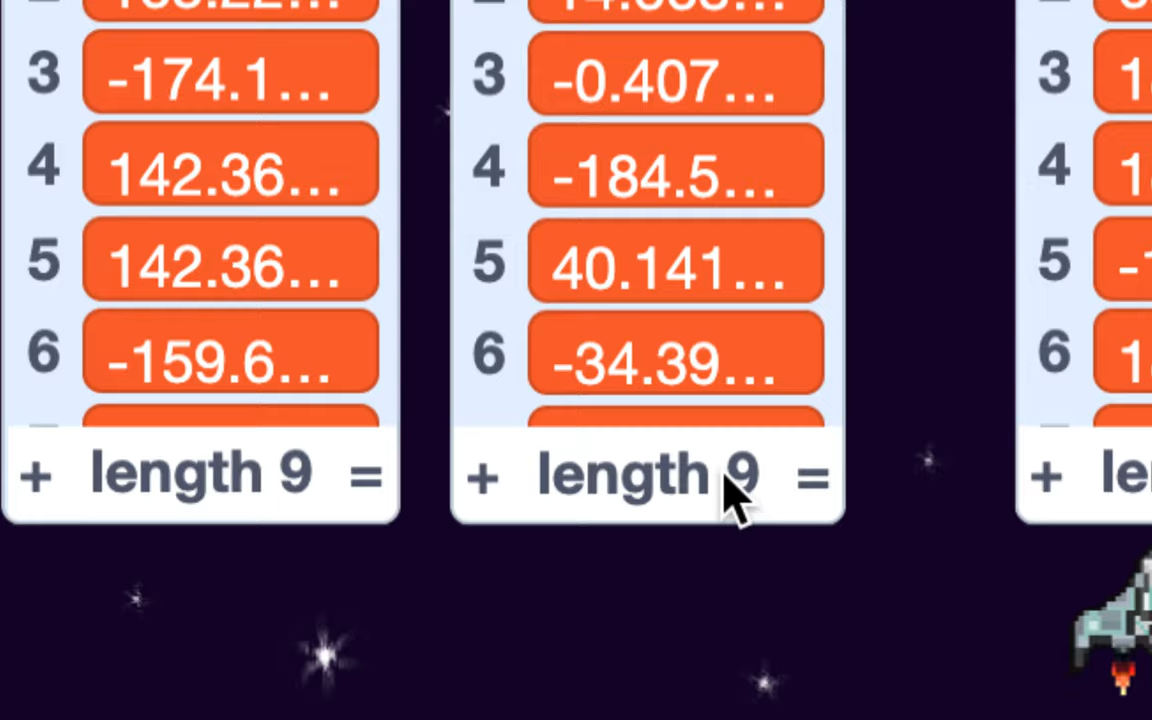 3 -174.1... 3 -0.407... 3
4 142.36... 4 -184.5... 4
5 142.36... 5 40.141... 5
6 -159.6... 6 -34.39... 6
+ length 9 = + length 9 = +